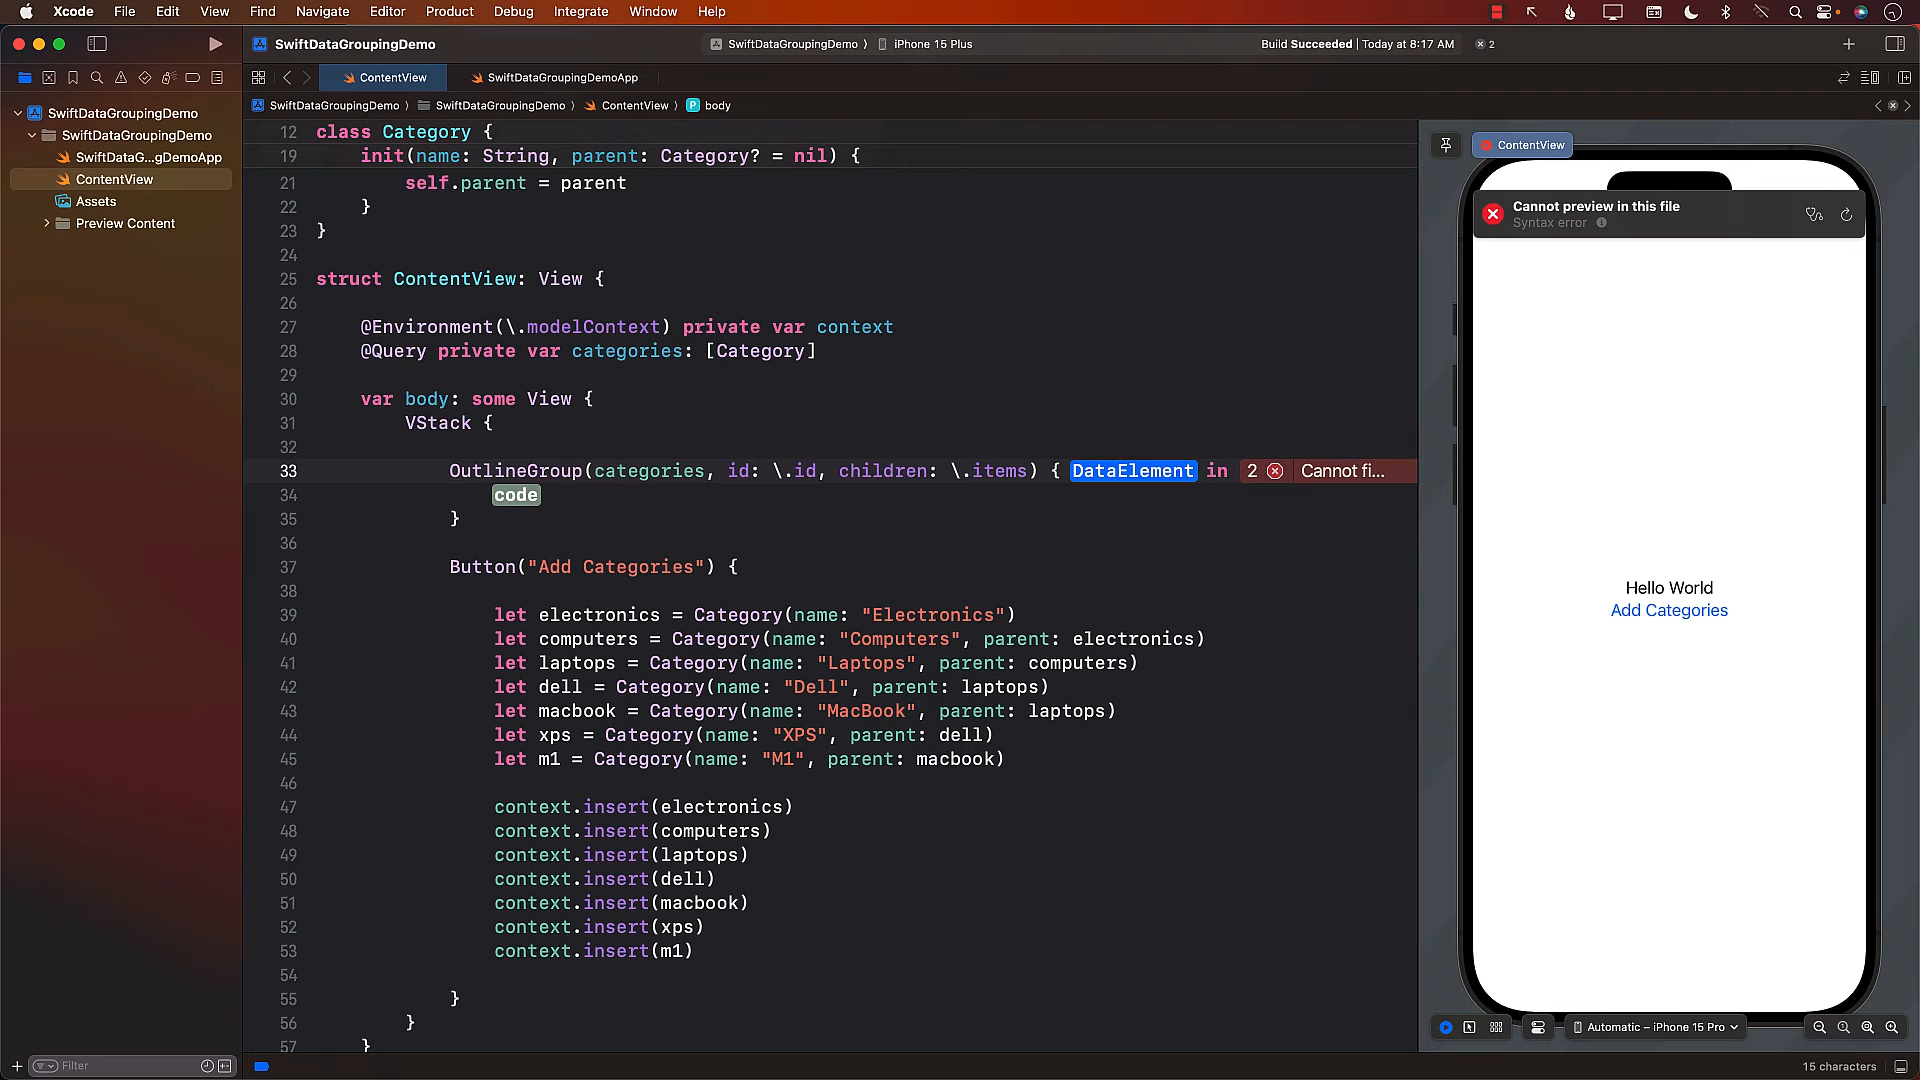 Xcode File Edit View Find Navigate Editor Product Debug Integrate Window Help
SwiftDataGroupingDemo
SwiftDataGroupingDemo 〉 iPhone 15 Plus
Build Succeeded | Today at 8:17 AM
2
ContentView
SwiftDataGroupingDemoApp
SwiftDataGroupingDemo 〉 SwiftDataGroupingDemo 〉 ContentView 〉 P body
SwiftDataGroupingDemo
SwiftDataGroupingDemo
SwiftDataG...gDemoApp
ContentView
Assets
Preview Content
12 class Category {
19 init(name: String, parent: Category? = nil) {
21 self.parent = parent
22 }
23 }
24
25 struct ContentView: View {
26
27 @Environment(\.modelContext) private var context
28 @Query private var categories: [Category]
29
30 var body: some View {
31 VStack {
32
33 OutlineGroup(categories, id: \.id, children: \.items) { DataElement in 2 Cannot fi...
34 code
35 }
36
37 Button("Add Categories") {
38
39 let electronics = Category(name: "Electronics")
40 let computers = Category(name: "Computers", parent: electronics)
41 let laptops = Category(name: "Laptops", parent: computers)
42 let dell = Category(name: "Dell", parent: laptops)
43 let macbook = Category(name: "MacBook", parent: laptops)
44 let xps = Category(name: "XPS", parent: dell)
45 let m1 = Category(name: "M1", parent: macbook)
46
47 context.insert(electronics)
48 context.insert(computers)
49 context.insert(laptops)
50 context.insert(dell)
51 context.insert(macbook)
52 context.insert(xps)
53 context.insert(m1)
54
55 }
56 }
57 }
ContentView
Cannot preview in this file
Syntax error
Hello World
Add Categories
Automatic – iPhone 15 Pro
Filter
15 characters